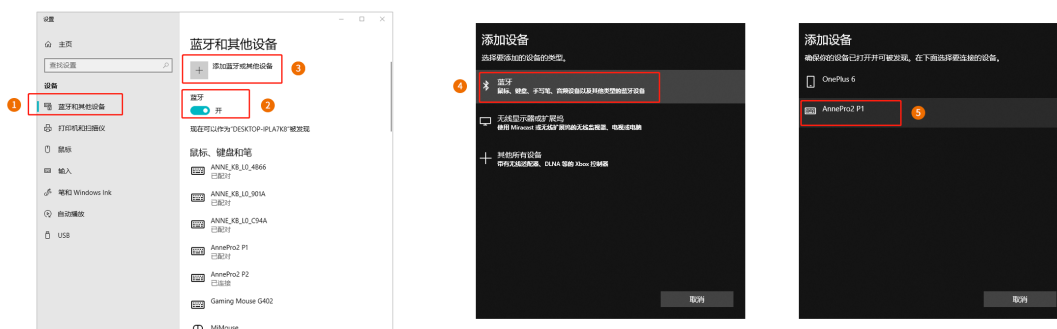 设置
主页
查找设置
设备
蓝牙和其他设备
打印机和扫描仪
鼠标
输入
笔和 Windows Ink
自动播放
USB
1
蓝牙和其他设备
添加蓝牙或其他设备
3
蓝牙
开
2
现在可以作为"DESKTOP-IPLA7K8"被发现
鼠标、键盘和笔
ANNE_KB_L0_4866
已配对
ANNE_KB_L0_901A
已配对
ANNE_KB_L0_C94A
已配对
AnnePro2 P1
已配对
AnnePro2 P2
已连接
Gaming Mouse G402
MiMouse
添加设备
选择要添加的设备的类型。
4
蓝牙
鼠标、键盘、手写笔、音频设备以及其他类型的蓝牙设备
无线显示器或扩展坞
使用 Miracast 或无线扩展坞的无线监视器、电视或电脑
其他所有设备
带有无线适配器、DLNA 等的 Xbox 控制器
取消
添加设备
确保你的设备已打开并可被发现。在下面选择要连接的设备。
OnePlus 6
AnnePro2 P1
5
取消